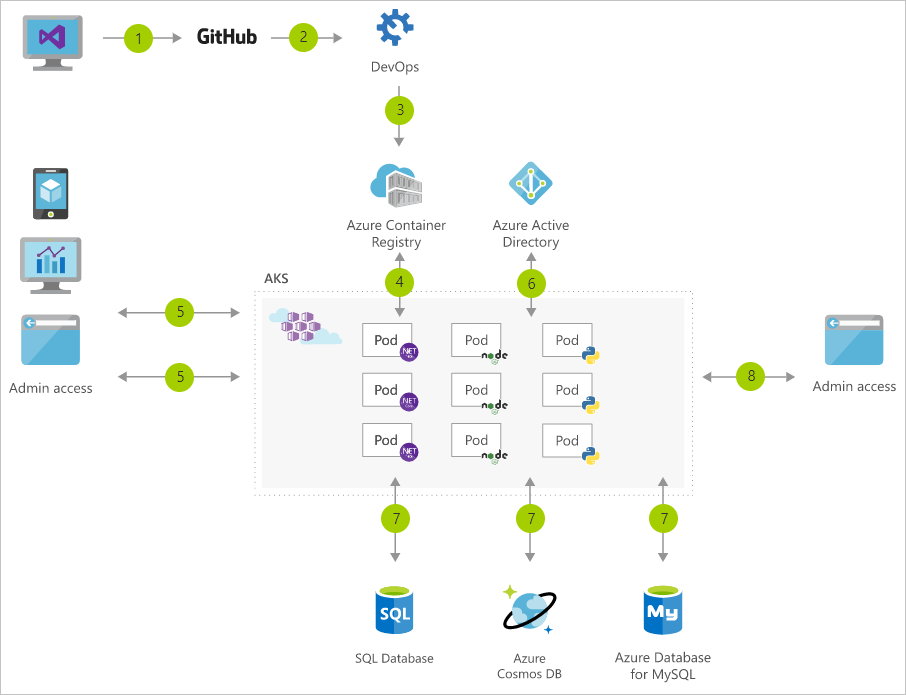 1
GitHub
2
DevOps
3
Azure Container
Registry
Azure Active
Directory
AKS
4
6
5
5
Admin access
Pod
.NET
Pod
node
Pod
Pod
.NET
Pod
node
Pod
Pod
.NET
Pod
node
Pod
8
Admin access
7
7
7
SQL
My
SQL Database
Azure
Cosmos DB
Azure Database
for MySQL